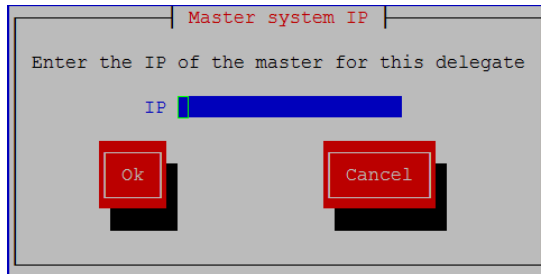 Master system IP
Enter the IP of the master for this delegate
IP
Ok Cancel